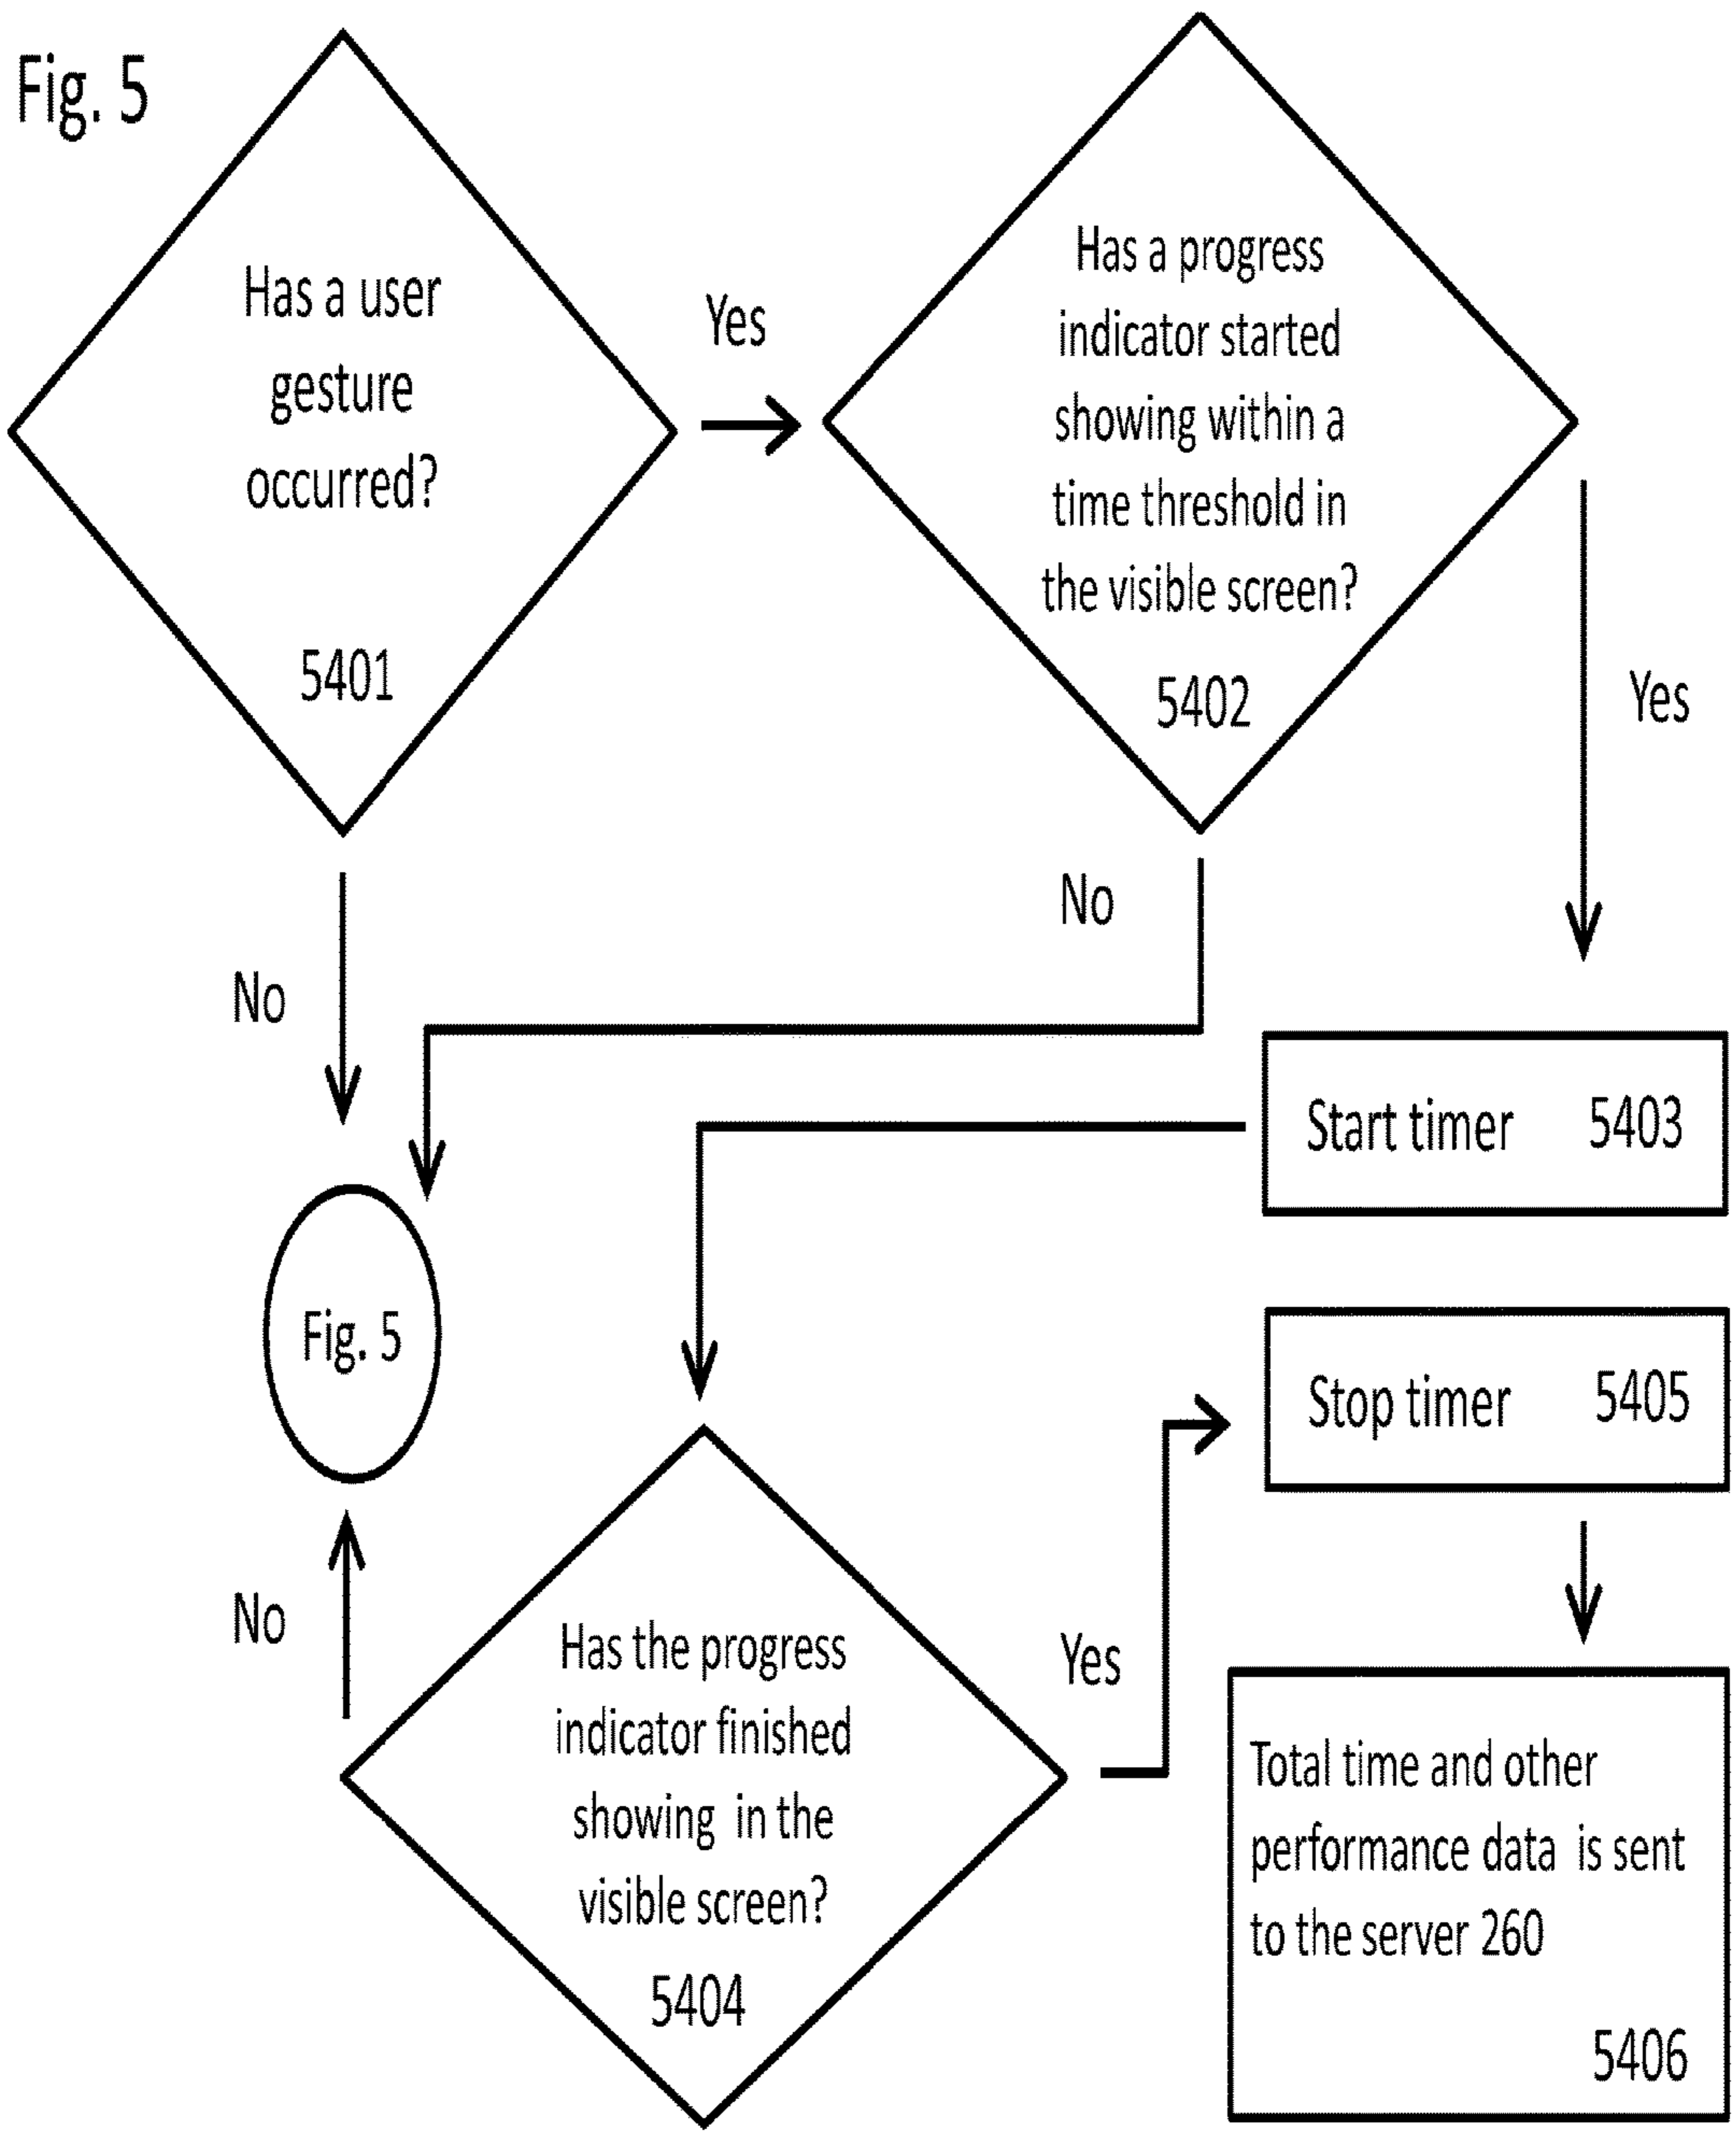 Fig. 5
Has a user
gesture
occurred?
5401
Yes
Has a progress
indicator started
showing within a
time threshold in
the visible screen?
5402
Yes
No
No
Start timer 5403
Fig. 5
Stop timer 5405
No
Has the progress
indicator finished
showing in the
visible screen?
5404
Yes
Total time and other
performance data is sent
to the server 260
5406